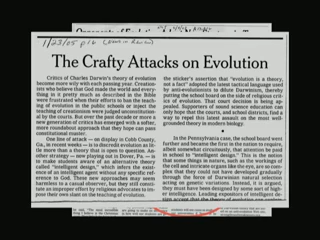 1/23/05 p16
The Crafty Attacks on Evolution
Critics of Charles Darwin's theory of evolution
become more wily with each passing year. Creation-
ists who believe that God made the world and every-
thing in it pretty much as described in the Bible
were frustrated when their efforts to ban the teach-
ing of evolution in the public schools or inject the
teaching of creationism were judged unconstitution-
al by the courts. But over the past decade or more a
new generation of critics has emerged with a softer,
more roundabout approach that they hope can pass
constitutional muster.
One line of attack — on display in Cobb County,
Ga., in recent weeks — is to discredit evolution as lit-
tle more than a theory that is open to question. An-
other strategy — now playing out in Dover, Pa. — is
to make students aware of an alternative theory
called "intelligent design," which infers the exist-
ence of an intelligent agent without any specific refer-
ence to God. These new approaches may seem
harmless to a casual observer, but they still consti-
tute an improper effort by religious advocates to im-
pose their own slant on the teaching of evolution.
the sticker's assertion that "evolution is a theory,
not a fact" adopted the latest tactical language used
by anti-evolutionists to dilute Darwinism, thereby
putting the school board on the side of religious crit-
ics of evolution. That court decision is being ap-
pealed. Supporters of sound science education can
only hope that the courts, and school districts, find a
way to repel this latest assault on the most well-
grounded theory in modern biology.
•
In the Pennsylvania case, the school board went
further and became the first in the nation to require,
albeit somewhat circuitously, that attention be paid
in school to "intelligent design." This is the notion
that some things in nature, such as the workings of
the cell and intricate organs like the eye, are so com-
plex that they could not have developed gradually
through the force of Darwinian natural selection
acting on genetic variations. Instead, it is argued,
they must have been designed by some sort of high-
er intelligence. Leading expositors of intelligent de-